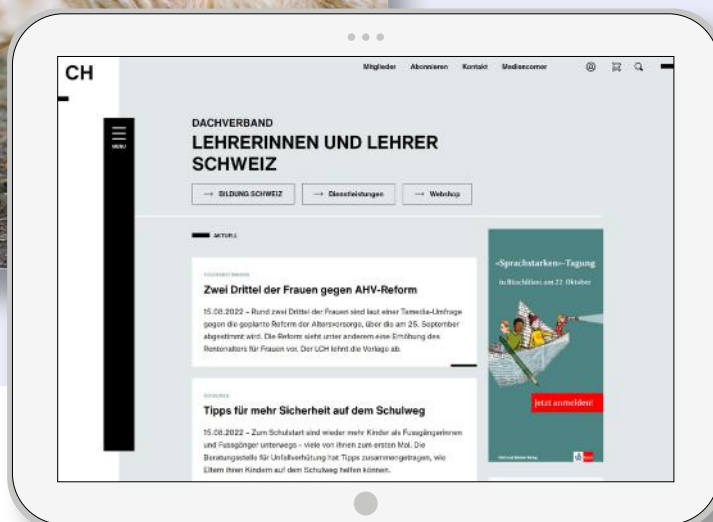 CH
Mitglieder Abonnieren Kontakt Mediencorner
MENU
DACHVERBAND
LEHRERINNEN UND LEHRER
SCHWEIZ
→ BILDUNG SCHWEIZ → Dienstleistungen → Webshop
AKTUELL
Zwei Drittel der Frauen gegen AHV-Reform
15.08.2022 – Rund zwei Drittel der Frauen sind laut einer Tamedia-Umfrage
gegen die geplante Reform der Altersvorsorge, über die am 25. September
abgestimmt wird. Die Reform sieht unter anderem eine Erhöhung des
Rentenalters für Frauen vor. Der LCH lehnt die Vorlage ab.
Tipps für mehr Sicherheit auf dem Schulweg
15.08.2022 – Zum Schulstart sind wieder mehr Kinder als Fussgängerinnen
und Fussgänger unterwegs – viele von ihnen zum ersten Mal. Die
Beratungsstelle für Unfallverhütung hat Tipps zusammengetragen, wie
Eltern ihren Kindern auf dem Schulweg helfen können.
«Sprachstarken»-Tagung
in am 22. Oktober
Jetzt anmelden!